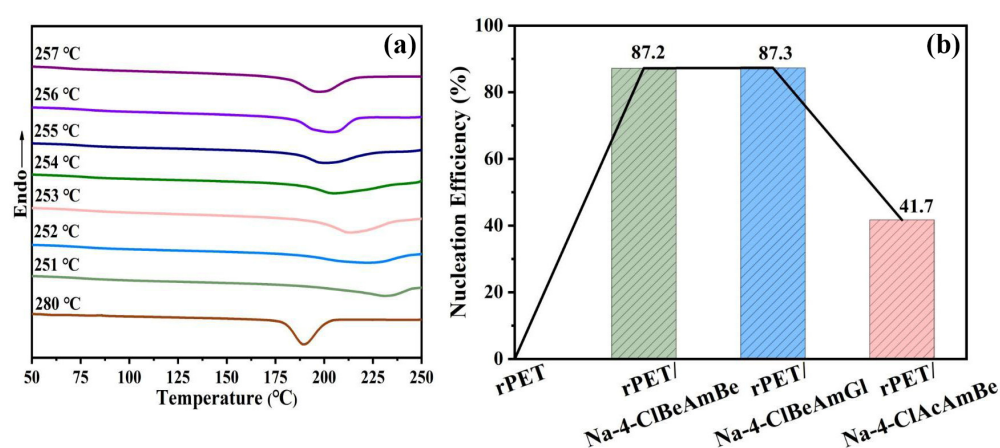 (a)
257 ℃
256 ℃
255 ℃
254 ℃
253 ℃
252 ℃
251 ℃
280 ℃
Endo
50 75 100 125 150 175 200 225 250
Temperature (℃)
(b)
Nucleation Efficiency (%)
100
80
60
40
20
0
87.2
87.3
41.7
rPET
rPET/
Na-4-ClBeAmBe
rPET/
Na-4-ClBeAmGl
rPET/
Na-4-ClAcAmBe